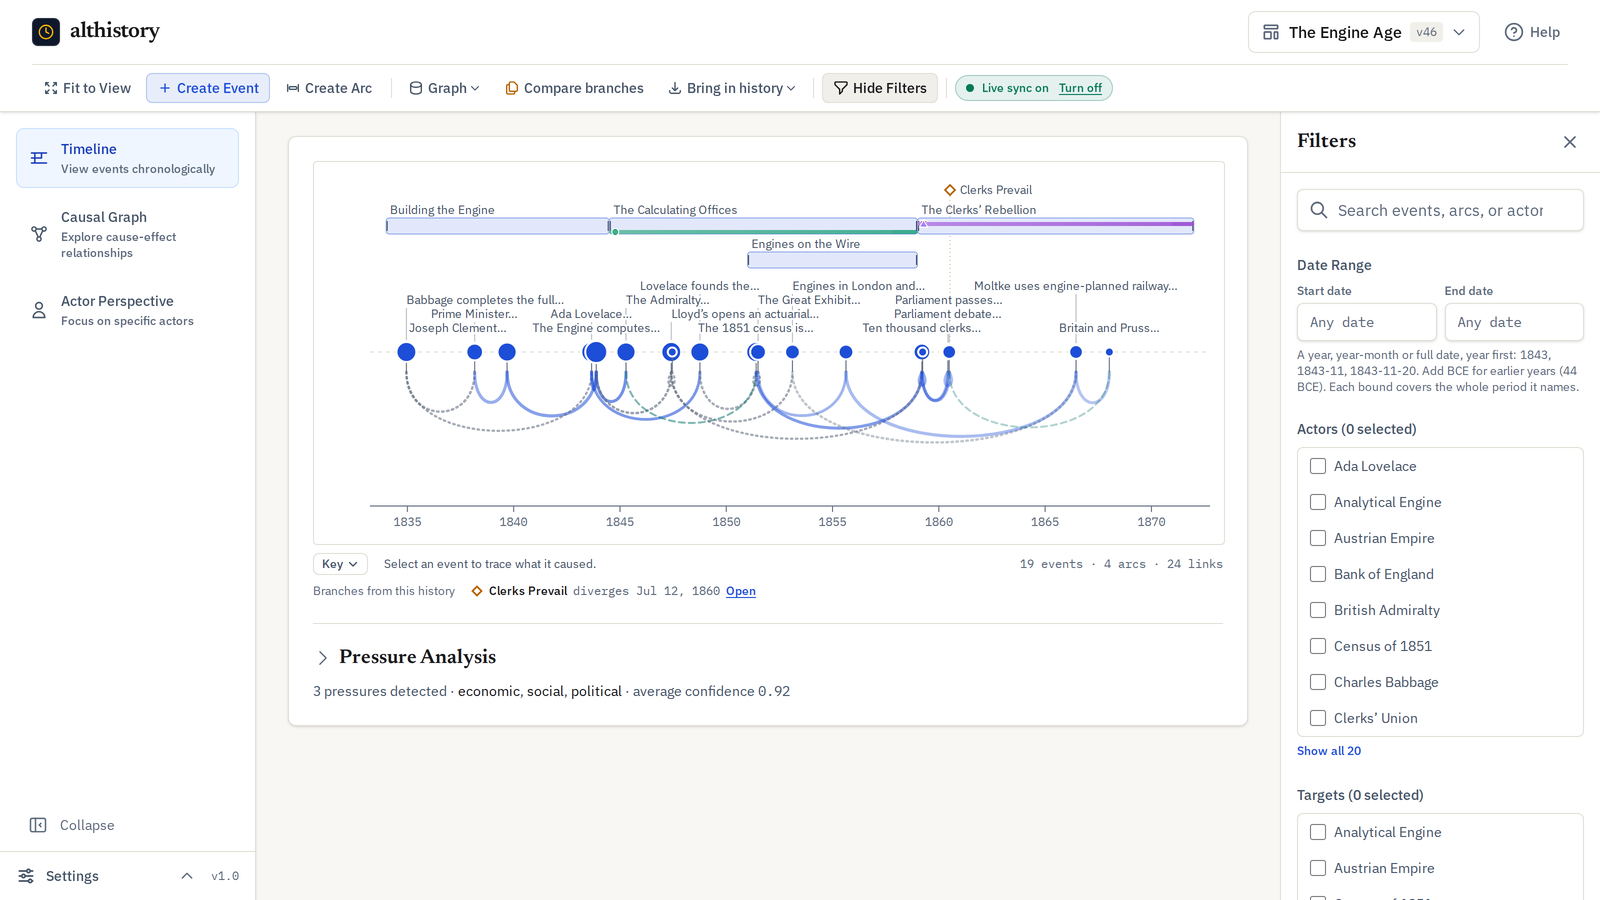 althistory
The Engine Age v46
Help
Fit to View
Create Event
Create Arc
Graph
Compare branches
Bring in history
Hide Filters
Live sync on Turn off
Timeline
View events chronologically
Causal Graph
Explore cause-effect
relationships
Actor Perspective
Focus on specific actors
Collapse
Settings
v1.0
Clerks Prevail
Building the Engine
The Calculating Offices
The Clerks’ Rebellion
Engines on the Wire
Lovelace founds the...
Engines in London and...
Moltke uses engine-planned railway...
Babbage completes the full...
The Admiralty...
The Great Exhibit...
Parliament passes...
Prime Minister...
Ada Lovelace...
Lloyd’s opens an actuarial...
Parliament debate...
Joseph Clement...
The Engine computes...
The 1851 census is...
Ten thousand clerks...
Britain and Pruss...
1835
1840
1845
1850
1855
1860
1865
1870
Key
Select an event to trace what it caused.
19 events · 4 arcs · 24 links
Branches from this history
Clerks Prevail diverges Jul 12, 1860 Open
Pressure Analysis
3 pressures detected · economic, social, political · average confidence 0.92
Filters
Search events, arcs, or actor
Date Range
Start date
End date
Any date
Any date
A year, year-month or full date, year first: 1843,
1843-11, 1843-11-20. Add BCE for earlier years (44
BCE). Each bound covers the whole period it names.
Actors (0 selected)
Ada Lovelace
Analytical Engine
Austrian Empire
Bank of England
British Admiralty
Census of 1851
Charles Babbage
Clerks’ Union
Show all 20
Targets (0 selected)
Analytical Engine
Austrian Empire